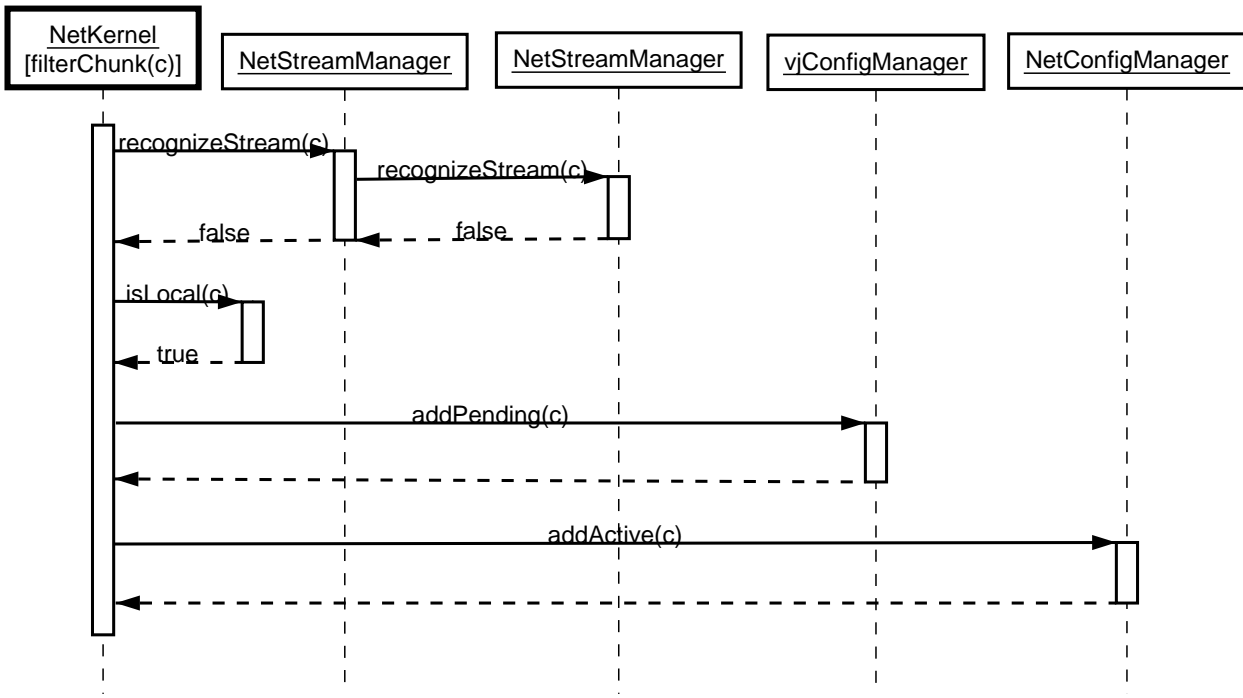 NetKernel
[filterChunk(c)]
NetStreamManager
NetStreamManager
vjConfigManager
NetConfigManager
recognizeStream(c)
recognizeStream(c)
false
false
isLocal(c)
true
addPending(c)
addActive(c)